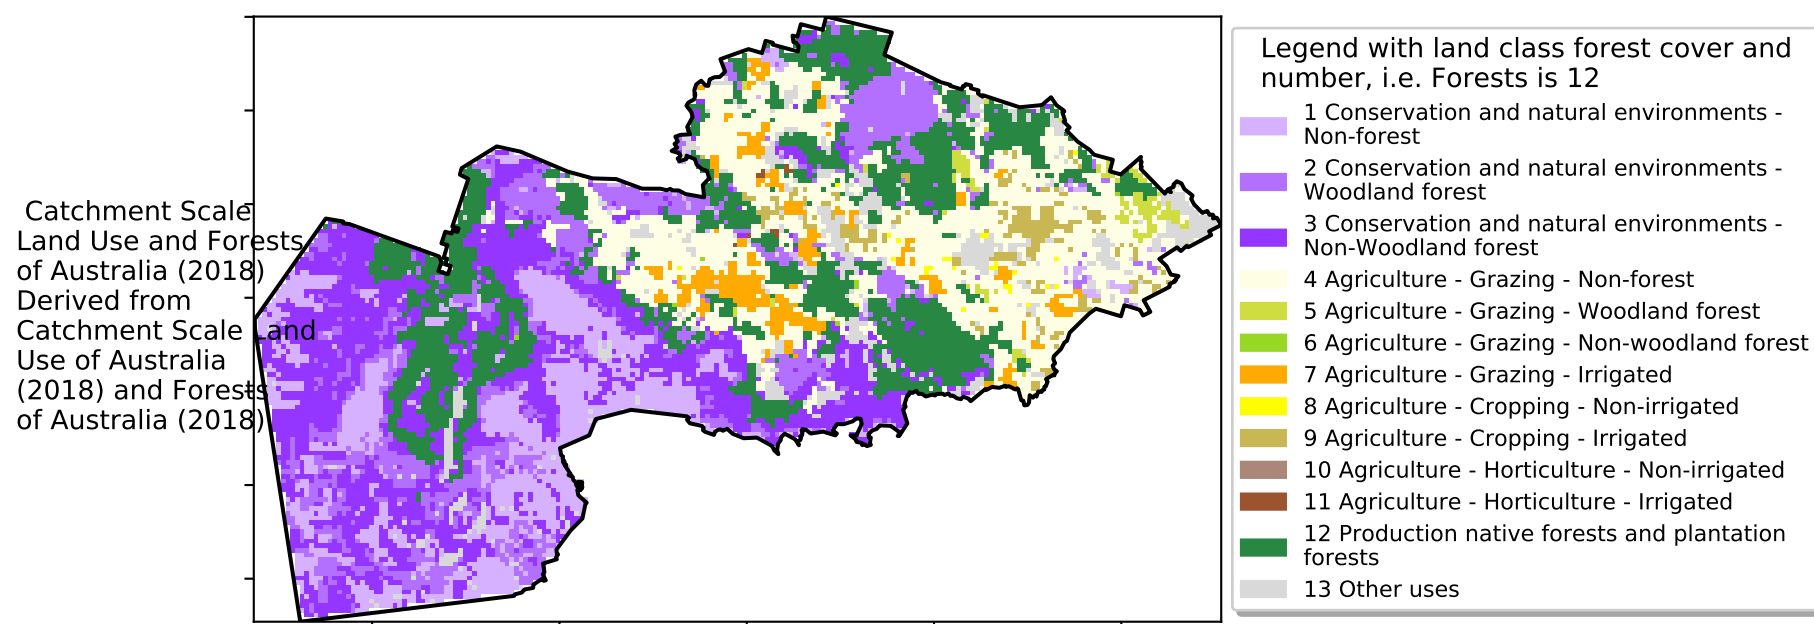 Catchment Scale
Land Use and Forests
of Australia (2018)
Derived from
Catchment Scale Land
Use of Australia
(2018) and Forests
of Australia (2018)
Legend with land class forest cover and
number, i.e. Forests is 12
1 Conservation and natural environments -
Non-forest
2 Conservation and natural environments -
Woodland forest
3 Conservation and natural environments -
Non-Woodland forest
4 Agriculture - Grazing - Non-forest
5 Agriculture - Grazing - Woodland forest
6 Agriculture - Grazing - Non-woodland forest
7 Agriculture - Grazing - Irrigated
8 Agriculture - Cropping - Non-irrigated
9 Agriculture - Cropping - Irrigated
10 Agriculture - Horticulture - Non-irrigated
11 Agriculture - Horticulture - Irrigated
12 Production native forests and plantation
forests
13 Other uses